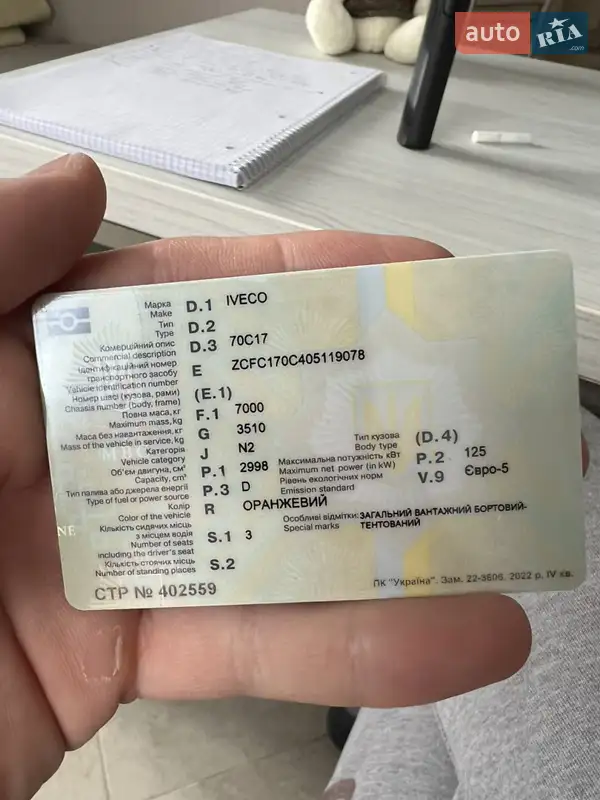 auto RIA .com
Марка D.1 IVECO
Make
Тип D.2
Type
Комерційний опис D.3 70C17
Commercial description
Ідентифікаційний номер
транспортного засобу E ZCFC170C405119078
Vehicle identification number
Номер шасі (кузова, рами) (E.1)
Chassis number (body, frame)
Повна маса, кг F.1 7000
Maximum mass, kg
Маса без навантаження, кг G 3510
Mass of the vehicle in service, kg
Категорія J N2
Vehicle category
Об'єм двигуна, см³ P.1 2998
Capacity, cm³
Тип палива або джерела енергії P.3 D
Type of fuel or power source
Колір R ОРАНЖЕВИЙ
Color of the vehicle
Кількість сидячих місць
з місцем водія S.1 3
Number of seats
including the driver's seat
Кількість стоячих місць S.2
Number of standing places
Тип кузова (D.4)
Body type
Максимальна потужність кВт P.2 125
Maximum net power (in kW)
Рівень екологічних норм V.9 Євро-5
Emission standard
Особливі відмітки: ЗАГАЛЬНИЙ ВАНТАЖНИЙ БОРТОВИЙ-
Special marks ТЕНТОВАНИЙ
СТР № 402559
ПК "Україна". Зам. 22-3606. 2022 р. IV кв.